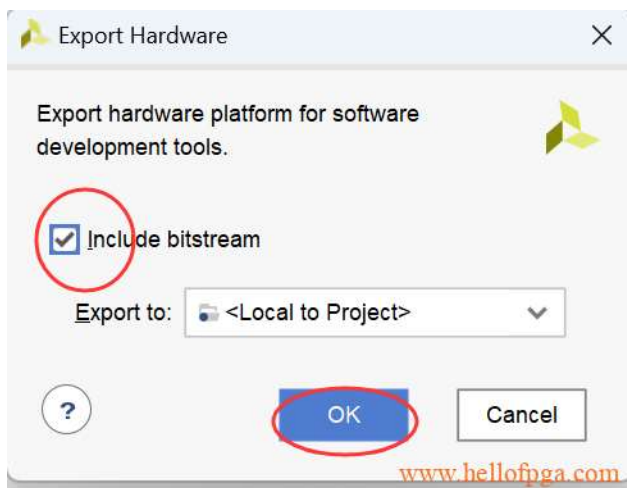 Export Hardware
Export hardware platform for software
development tools.
Include bitstream
Export to: <Local to Project>
? OK Cancel
www.hellofpga.com